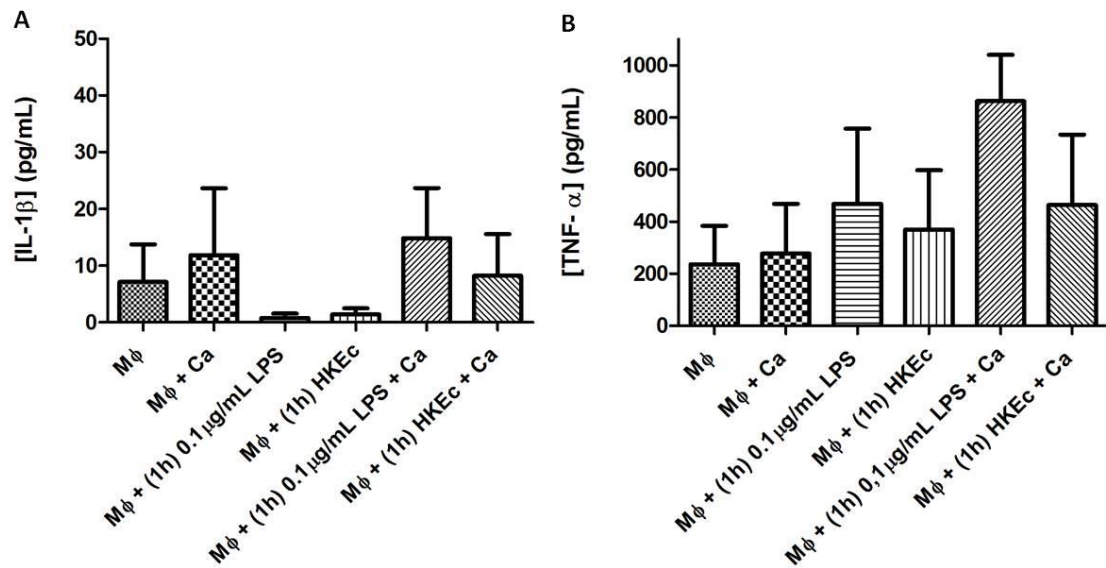 A
[IL-1β] (pg/mL)
50
40
30
20
10
0
Mϕ
Mϕ + Ca
Mϕ + (1h) 0.1µg/mL LPS
Mϕ + (1h) HKEc
Mϕ + (1h) 0.1µg/mL LPS + Ca
Mϕ + (1h) HKEc + Ca
B
[TNF- α] (pg/mL)
1000
800
600
400
200
0
Mϕ
Mϕ + Ca
Mϕ + (1h) 0.1µg/mL LPS
Mϕ + (1h) HKEc
Mϕ + (1h) 0,1µg/mL LPS + Ca
Mϕ + (1h) HKEc + Ca